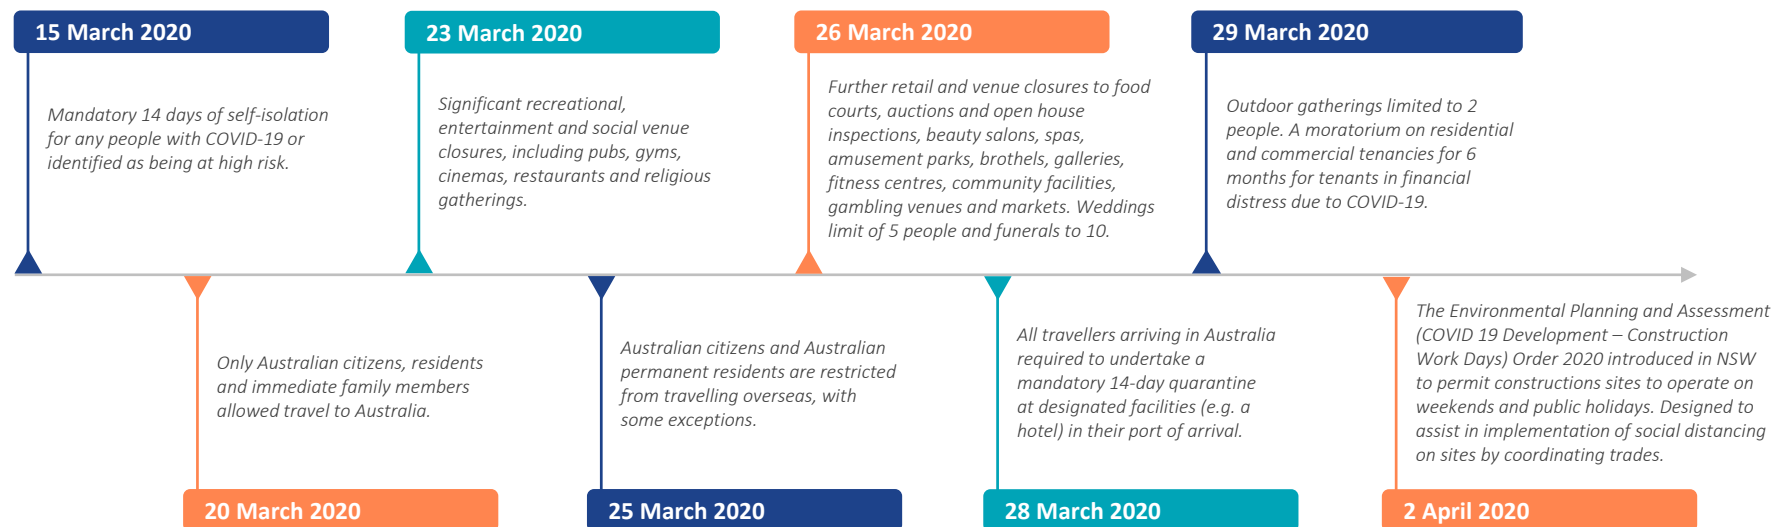 15 March 2020
Mandatory 14 days of self-isolation
for any people with COVID-19 or
identified as being at high risk.
20 March 2020
Only Australian citizens, residents
and immediate family members
allowed travel to Australia.
23 March 2020
Significant recreational,
entertainment and social venue
closures, including pubs, gyms,
cinemas, restaurants and religious
gatherings.
25 March 2020
Australian citizens and Australian
permanent residents are restricted
from travelling overseas, with
some exceptions.
26 March 2020
Further retail and venue closures to food
courts, auctions and open house
inspections, beauty salons, spas,
amusement parks, brothels, galleries,
fitness centres, community facilities,
gambling venues and markets. Weddings
limit of 5 people and funerals to 10.
28 March 2020
All travellers arriving in Australia
required to undertake a
mandatory 14-day quarantine
at designated facilities (e.g. a
hotel) in their port of arrival.
29 March 2020
Outdoor gatherings limited to 2
people. A moratorium on residential
and commercial tenancies for 6
months for tenants in financial
distress due to COVID-19.
2 April 2020
The Environmental Planning and Assessment
(COVID 19 Development – Construction
Work Days) Order 2020 introduced in NSW
to permit constructions sites to operate on
weekends and public holidays. Designed to
assist in implementation of social distancing
on sites by coordinating trades.